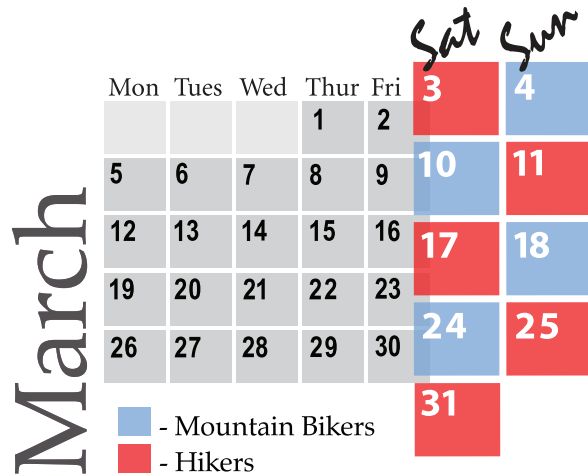 March
Mon Tues Wed Thur Fri Sat Sun
1 2 3 4
5 6 7 8 9 10 11
12 13 14 15 16 17 18
19 20 21 22 23 24 25
26 27 28 29 30 31
- Mountain Bikers
- Hikers